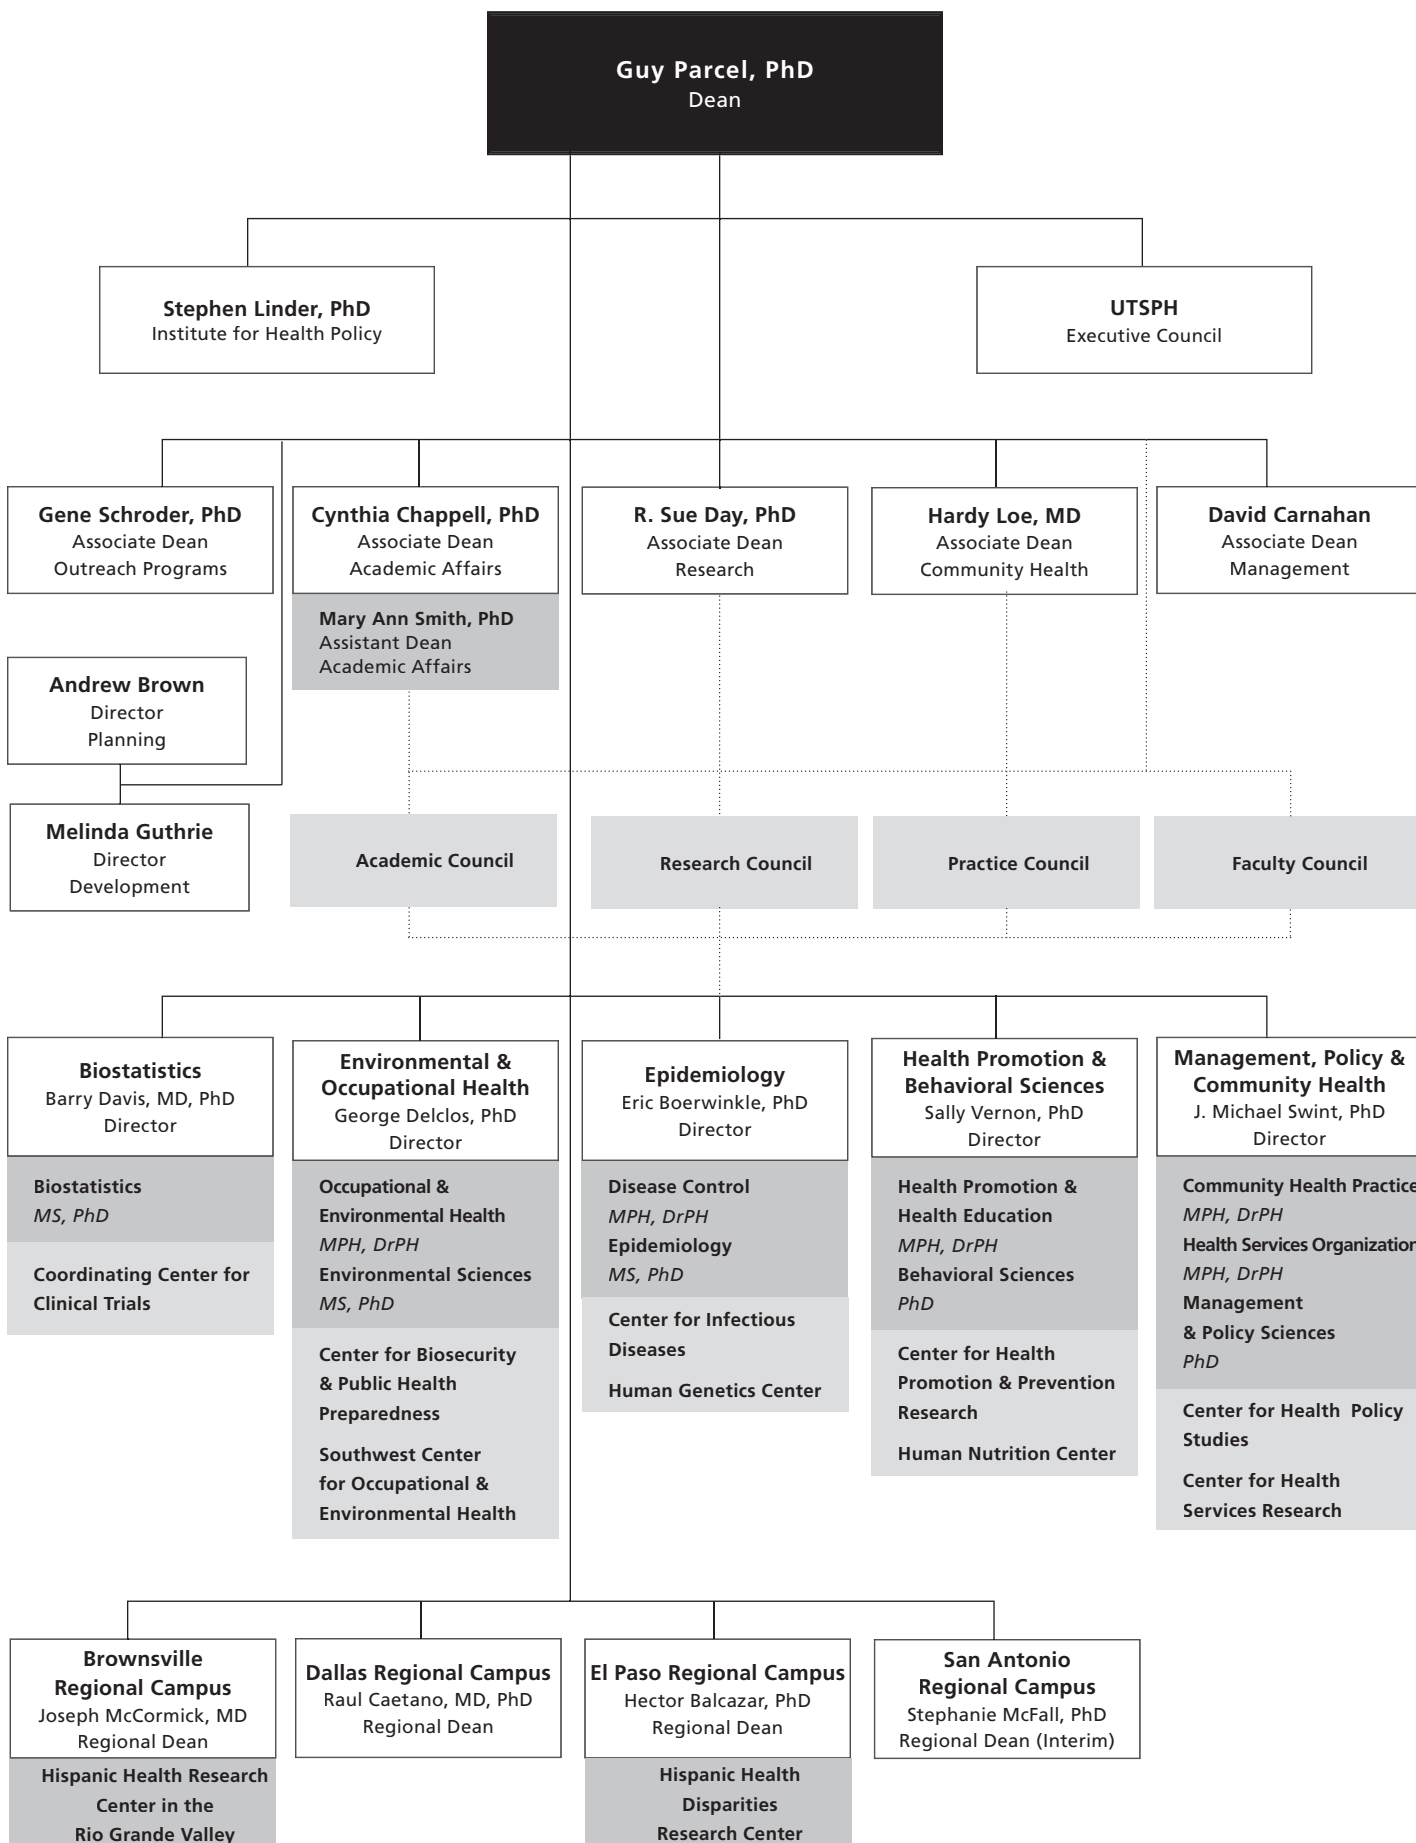 Guy Parcel, PhD
Dean
Stephen Linder, PhD
Institute for Health Policy
UTSPH
Executive Council
Gene Schroder, PhD
Associate Dean
Outreach Programs
Cynthia Chappell, PhD
Associate Dean
Academic Affairs
Mary Ann Smith, PhD
Assistant Dean
Academic Affairs
R. Sue Day, PhD
Associate Dean
Research
Hardy Loe, MD
Associate Dean
Community Health
David Carnahan
Associate Dean
Management
Andrew Brown
Director
Planning
Melinda Guthrie
Director
Development
Academic Council
Research Council
Practice Council
Faculty Council
Biostatistics
Barry Davis, MD, PhD
Director
Biostatistics
MS, PhD
Coordinating Center for
Clinical Trials
Environmental &
Occupational Health
George Delclos, PhD
Director
Occupational &
Environmental Health
MPH, DrPH
Environmental Sciences
MS, PhD
Center for Biosecurity
& Public Health
Preparedness
Southwest Center
for Occupational &
Environmental Health
Epidemiology
Eric Boerwinkle, PhD
Director
Disease Control
MPH, DrPH
Epidemiology
MS, PhD
Center for Infectious
Diseases
Human Genetics Center
Health Promotion &
Behavioral Sciences
Sally Vernon, PhD
Director
Health Promotion &
Health Education
MPH, DrPH
Behavioral Sciences
PhD
Center for Health
Promotion & Prevention
Research
Human Nutrition Center
Management, Policy &
Community Health
J. Michael Swint, PhD
Director
Community Health Practice
MPH, DrPH
Health Services Organization
MPH, DrPH
Management
& Policy Sciences
PhD
Center for Health Policy
Studies
Center for Health
Services Research
Brownsville
Regional Campus
Joseph McCormick, MD
Regional Dean
Hispanic Health Research
Center in the
Rio Grande Valley
Dallas Regional Campus
Raul Caetano, MD, PhD
Regional Dean
El Paso Regional Campus
Hector Balcazar, PhD
Regional Dean
Hispanic Health
Disparities
Research Center
San Antonio
Regional Campus
Stephanie McFall, PhD
Regional Dean (Interim)